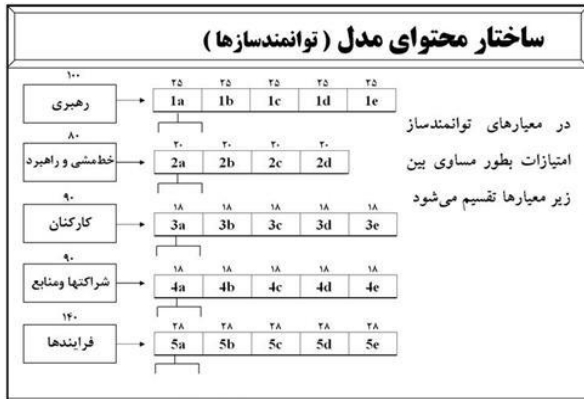 ساختار محتوای مدل ( توانمندسازها )
در معیارهای توانمندساز
امتیازات بطور مساوی بین
زیر معیارها تقسیم می‌شود
۱۰۰
رهبری
۲۵ ۲۵ ۲۵ ۲۵ ۲۵
1a 1b 1c 1d 1e
۸۰
خط‌مشی و راهبرد
۲۰ ۲۰ ۲۰ ۲۰
2a 2b 2c 2d
۹۰
کارکنان
۱۸ ۱۸ ۱۸ ۱۸ ۱۸
3a 3b 3c 3d 3e
۹۰
شراکتها ومنابع
۱۸ ۱۸ ۱۸ ۱۸ ۱۸
4a 4b 4c 4d 4e
۱۴۰
فرایندها
۲۸ ۲۸ ۲۸ ۲۸ ۲۸
5a 5b 5c 5d 5e